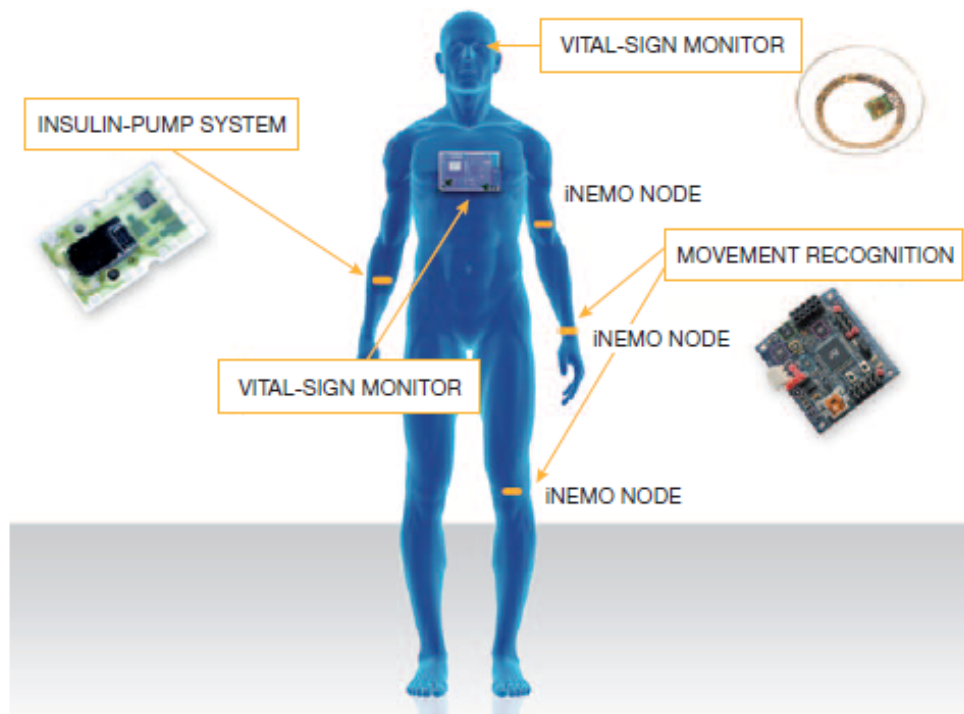 VITAL-SIGN MONITOR
INSULIN-PUMP SYSTEM
iNEMO NODE
MOVEMENT RECOGNITION
iNEMO NODE
VITAL-SIGN MONITOR
iNEMO NODE